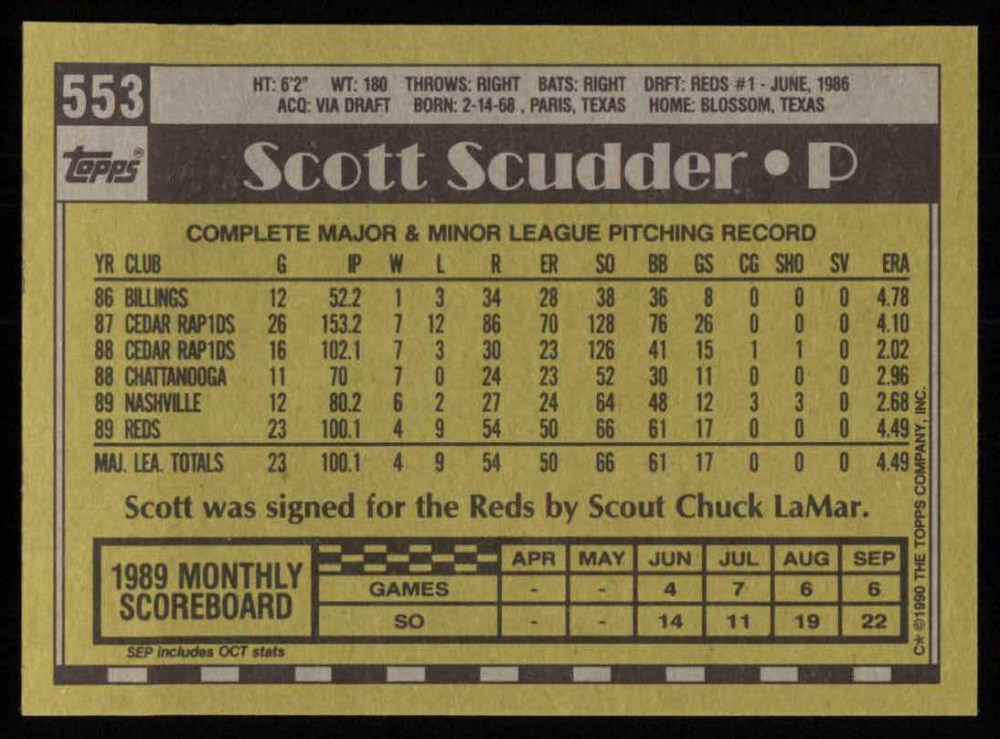 553
HT: 6'2" WT: 180 THROWS: RIGHT BATS: RIGHT DRFT: REDS #1 - JUNE, 1986
ACQ: VIA DRAFT BORN: 2-14-68 , PARIS, TEXAS HOME: BLOSSOM, TEXAS
topps®
Scott Scudder • P
COMPLETE MAJOR & MINOR LEAGUE PITCHING RECORD
YR CLUB G IP W L R ER SO BB GS CG SHO SV ERA
86 BILLINGS 12 52.2 1 3 34 28 38 36 8 0 0 0 4.78
87 CEDAR RAP1DS 26 153.2 7 12 86 70 128 76 26 0 0 0 4.10
88 CEDAR RAP1DS 16 102.1 7 3 30 23 126 41 15 1 1 0 2.02
88 CHATTANOOGA 11 70 7 0 24 23 52 30 11 0 0 0 2.96
89 NASHVILLE 12 80.2 6 2 27 24 64 48 12 3 3 0 2.68
89 REDS 23 100.1 4 9 54 50 66 61 17 0 0 0 4.49
MAJ. LEA. TOTALS 23 100.1 4 9 54 50 66 61 17 0 0 0 4.49
Scott was signed for the Reds by Scout Chuck LaMar.
1989 MONTHLY
SCOREBOARD
APR MAY JUN JUL AUG SEP
GAMES - - 4 7 6 6
SO - - 14 11 19 22
SEP includes OCT stats
C* ©1990 THE TOPPS COMPANY, INC.